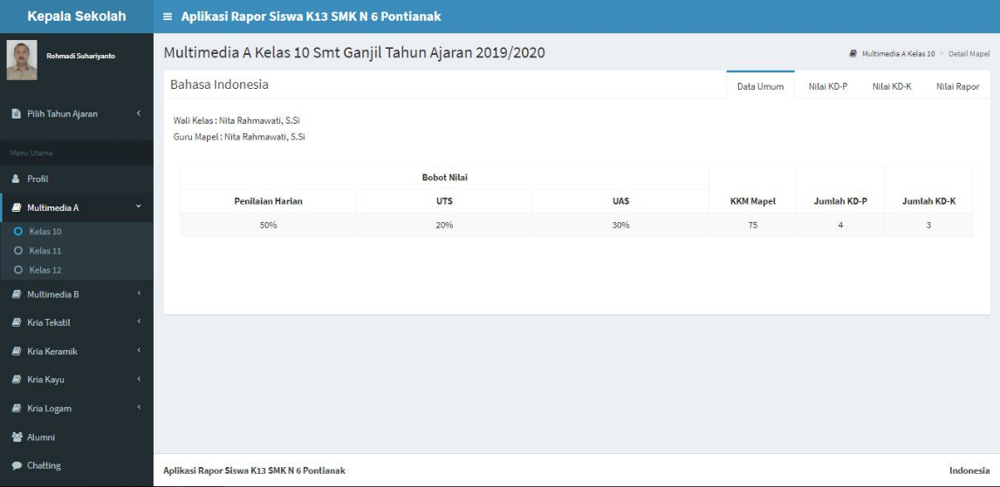 Kepala Sekolah
Aplikasi Rapor Siswa K13 SMK N 6 Pontianak
Rohmadi Suhariyanto
Pilih Tahun Ajaran
Menu Utama
Profil
Multimedia A
Kelas 10
Kelas 11
Kelas 12
Multimedia B
Kria Tekstil
Kria Keramik
Kria Kayu
Kria Logam
Alumni
Chatting
Multimedia A Kelas 10 Smt Ganjil Tahun Ajaran 2019/2020
Multimedia A Kelas 10 > Detail Mapel
Bahasa Indonesia
Data Umum Nilai KD-P Nilai KD-K Nilai Rapor
Wali Kelas : Nita Rahmawati, S.Si
Guru Mapel : Nita Rahmawati, S.Si
Bobot Nilai
Penilaian Harian UTS UAS KKM Mapel Jumlah KD-P Jumlah KD-K
50% 20% 30% 75 4 3
Aplikasi Rapor Siswa K13 SMK N 6 Pontianak
Indonesia